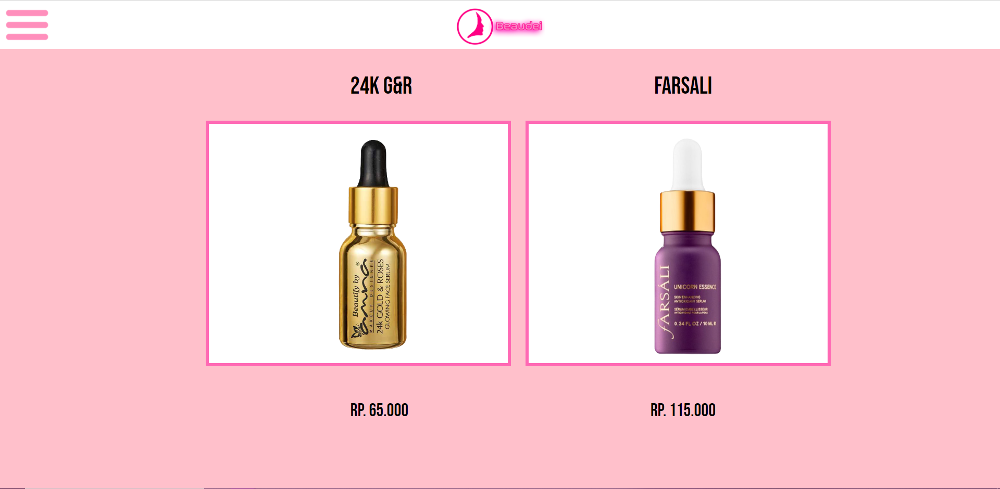 Beaudei
24K G&R
FARSALI
Beautify by
amna
MAKEUP DESIGNER
24k GOLD & ROSES
GLOWING FACE SERUM
®
fARSÁLI
UNICORN ESSENCE
SKIN ENHANCING
ANTIOXIDANT SERUM
SÉRUM EMBELLISSEUR
ANTIOXYDANT POUR LA PEAU
0.34 FL OZ / 10 ML e
RP. 65.000
RP. 115.000